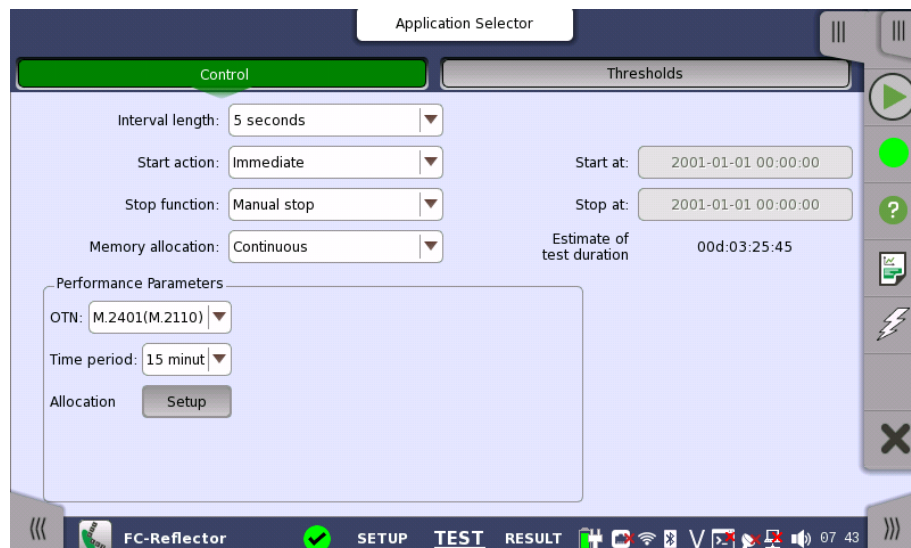 Application Selector
Control
Thresholds
Interval length: 5 seconds
Start action: Immediate
Start at: 2001-01-01 00:00:00
Stop function: Manual stop
Stop at: 2001-01-01 00:00:00
Memory allocation: Continuous
Estimate of
test duration
00d:03:25:45
Performance Parameters
OTN: M.2401(M.2110)
Time period: 15 minut
Allocation Setup
FC-Reflector
SETUP TEST RESULT
07 43